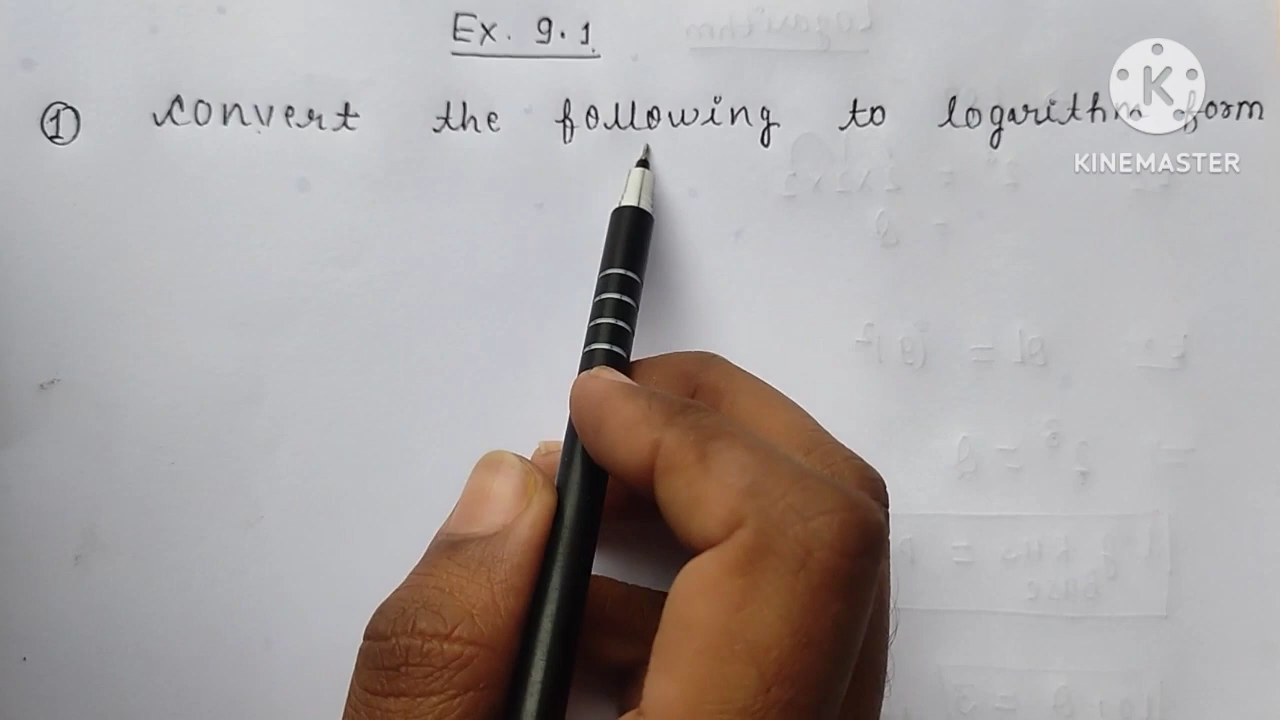 Ex. 9.1
① convert the following to logarithm form
K
KINEMASTER